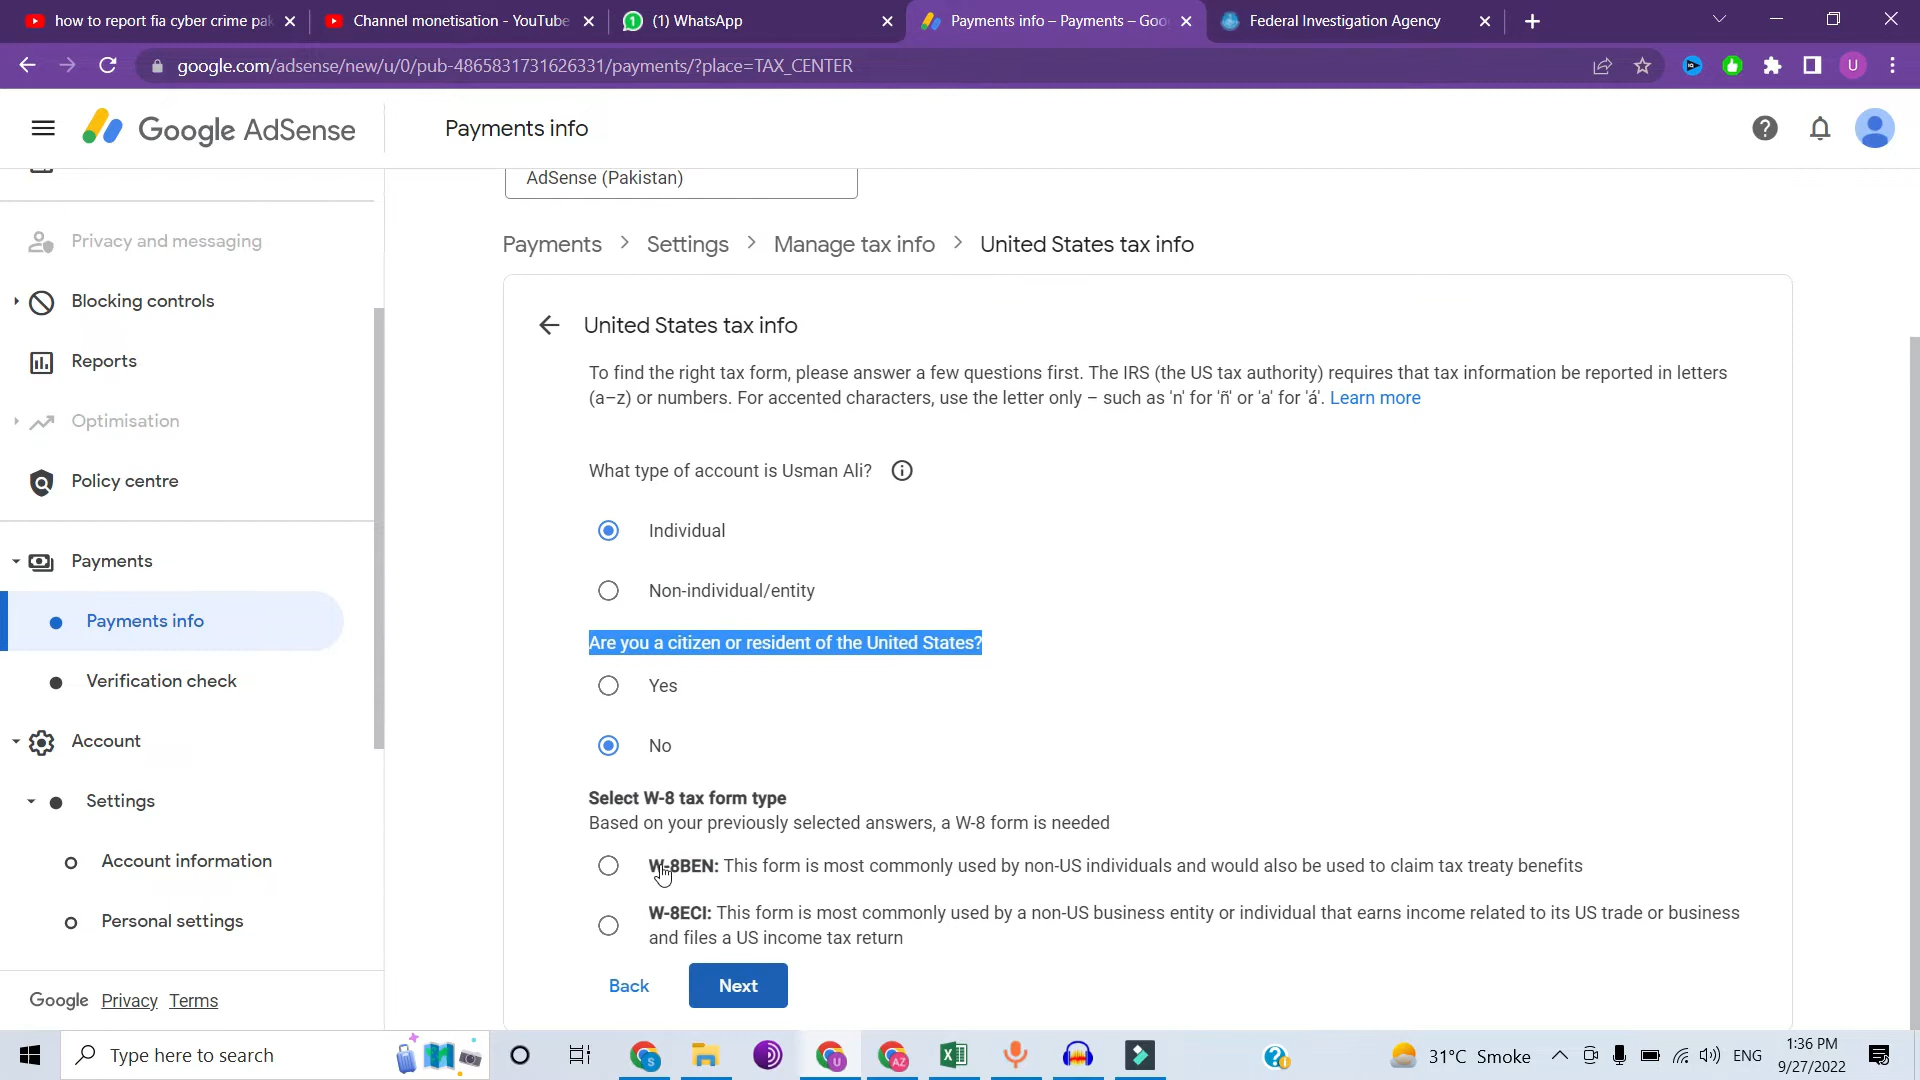 how to report fia cyber crime pak
Channel monetisation - YouTube
(1) WhatsApp
Payments info – Payments – Goo
Federal Investigation Agency
google.com/adsense/new/u/0/pub-4865831731626331/payments/?place=TAX_CENTER
U
Google AdSense
Payments info
AdSense (Pakistan)
Privacy and messaging
Blocking controls
Reports
Optimisation
Policy centre
Payments
Payments info
Verification check
Account
Settings
Account information
Personal settings
Google Privacy Terms
Payments > Settings > Manage tax info > United States tax info
United States tax info
To find the right tax form, please answer a few questions first. The IRS (the US tax authority) requires that tax information be reported in letters
(a–z) or numbers. For accented characters, use the letter only – such as 'n' for 'ñ' or 'a' for 'á'. Learn more
What type of account is Usman Ali?
Individual
Non-individual/entity
Are you a citizen or resident of the United States?
Yes
No
Select W-8 tax form type
Based on your previously selected answers, a W-8 form is needed
W-8BEN: This form is most commonly used by non-US individuals and would also be used to claim tax treaty benefits
W-8ECI: This form is most commonly used by a non-US business entity or individual that earns income related to its US trade or business
and files a US income tax return
Back
Next
Type here to search
S
U
AZ
31°C Smoke
ENG
1:36 PM
9/27/2022